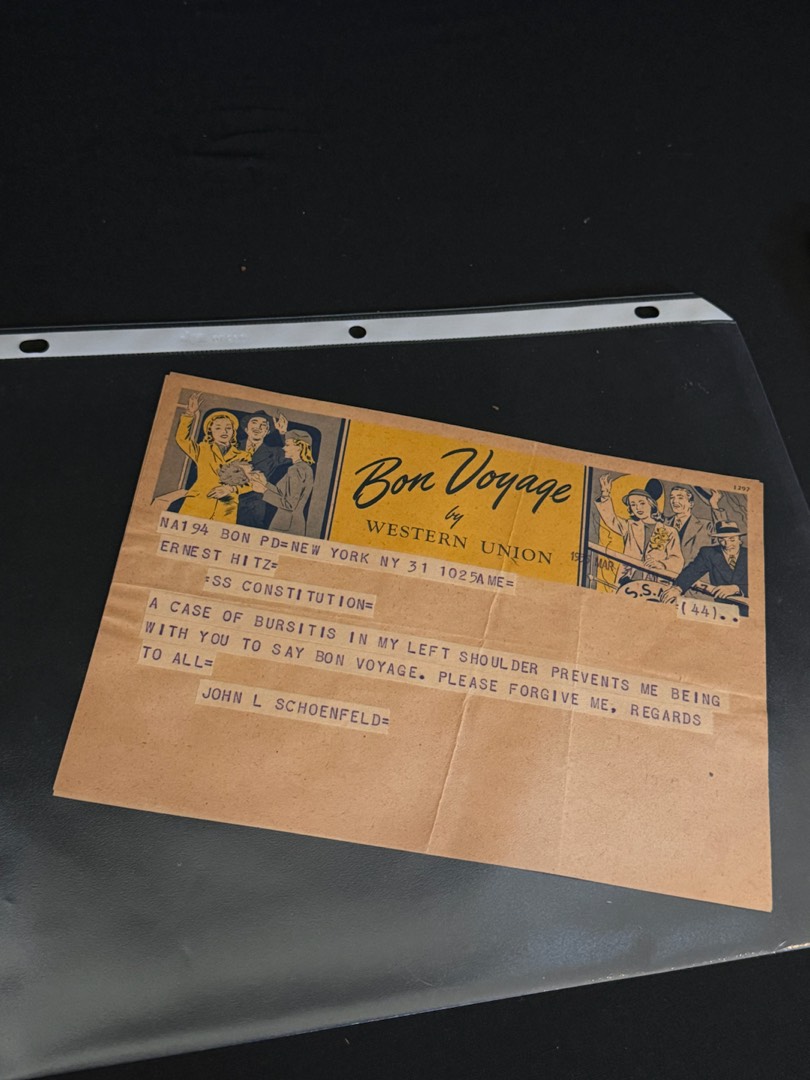 Bon Voyage
by
WESTERN UNION
1297
NA194 BON PD=NEW YORK NY 31 1025AME=
MAR
ERNEST HITZ=
:SS CONSTITUTION=
S.S.
(44)..
A CASE OF BURSITIS IN MY LEFT SHOULDER PREVENTS ME BEING
WITH YOU TO SAY BON VOYAGE. PLEASE FORGIVE ME. REGARDS
TO ALL=
JOHN L SCHOENFELD=